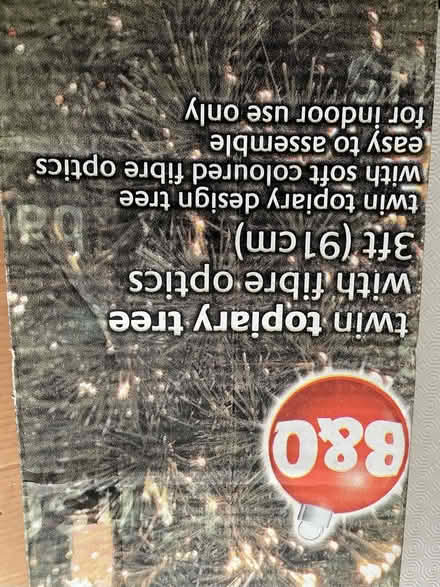 B&Q
twin topiary tree
with fibre optics
3ft (91cm)
twin topiary design tree
with soft coloured fibre optics
easy to assemble
for indoor use only